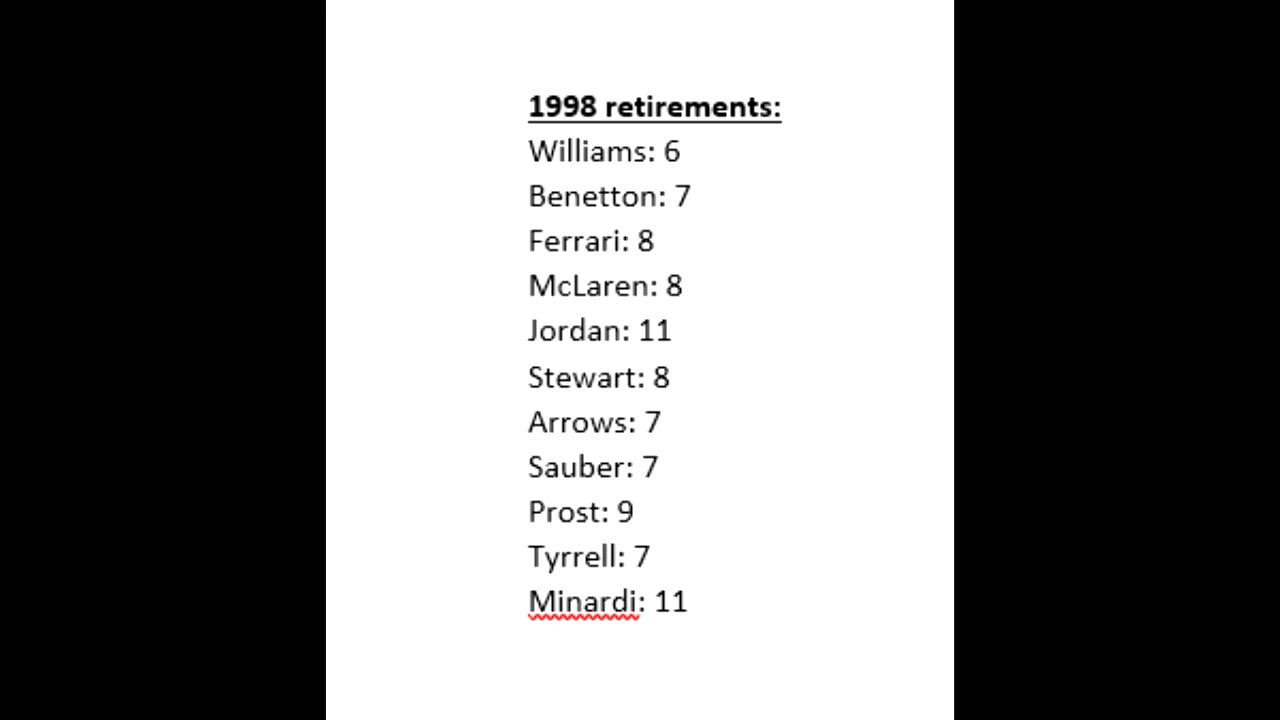 1998 retirements:
Williams: 6
Benetton: 7
Ferrari: 8
McLaren: 8
Jordan: 11
Stewart: 8
Arrows: 7
Sauber: 7
Prost: 9
Tyrrell: 7
Minardi: 11